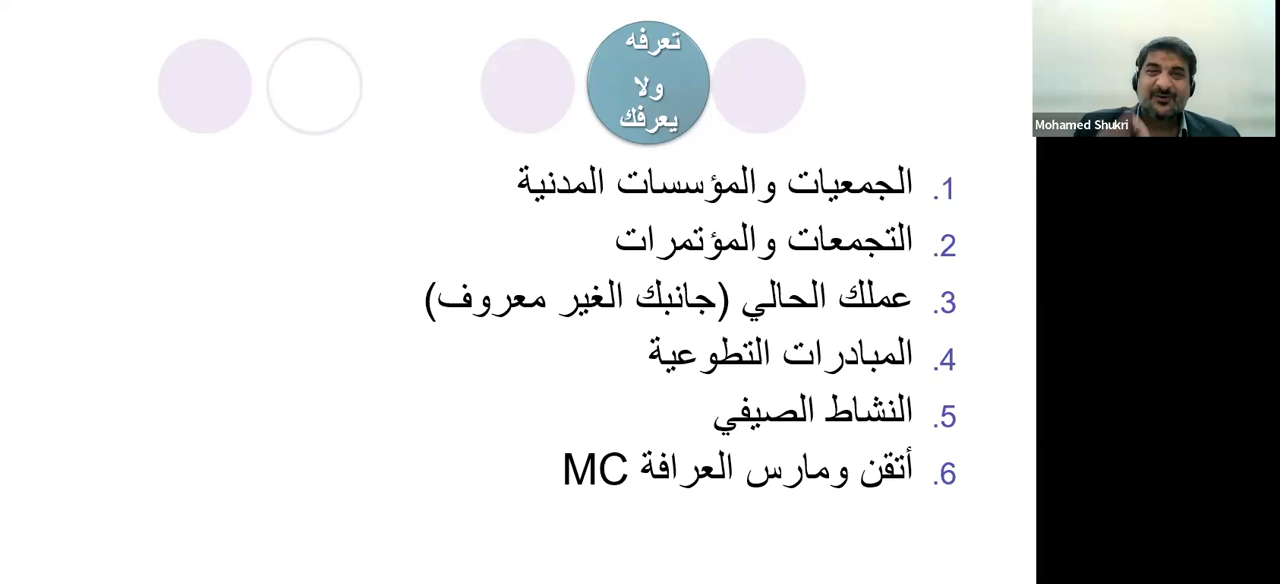 تعرفه
ولا
يعرفك
Mohamed Shukri
1. الجمعيات والمؤسسات المدنية
2. التجمعات والمؤتمرات
3. عملك الحالي (جانبك الغير معروف)
4. المبادرات التطوعية
5. النشاط الصيفي
6. أتقن ومارس العرافة MC